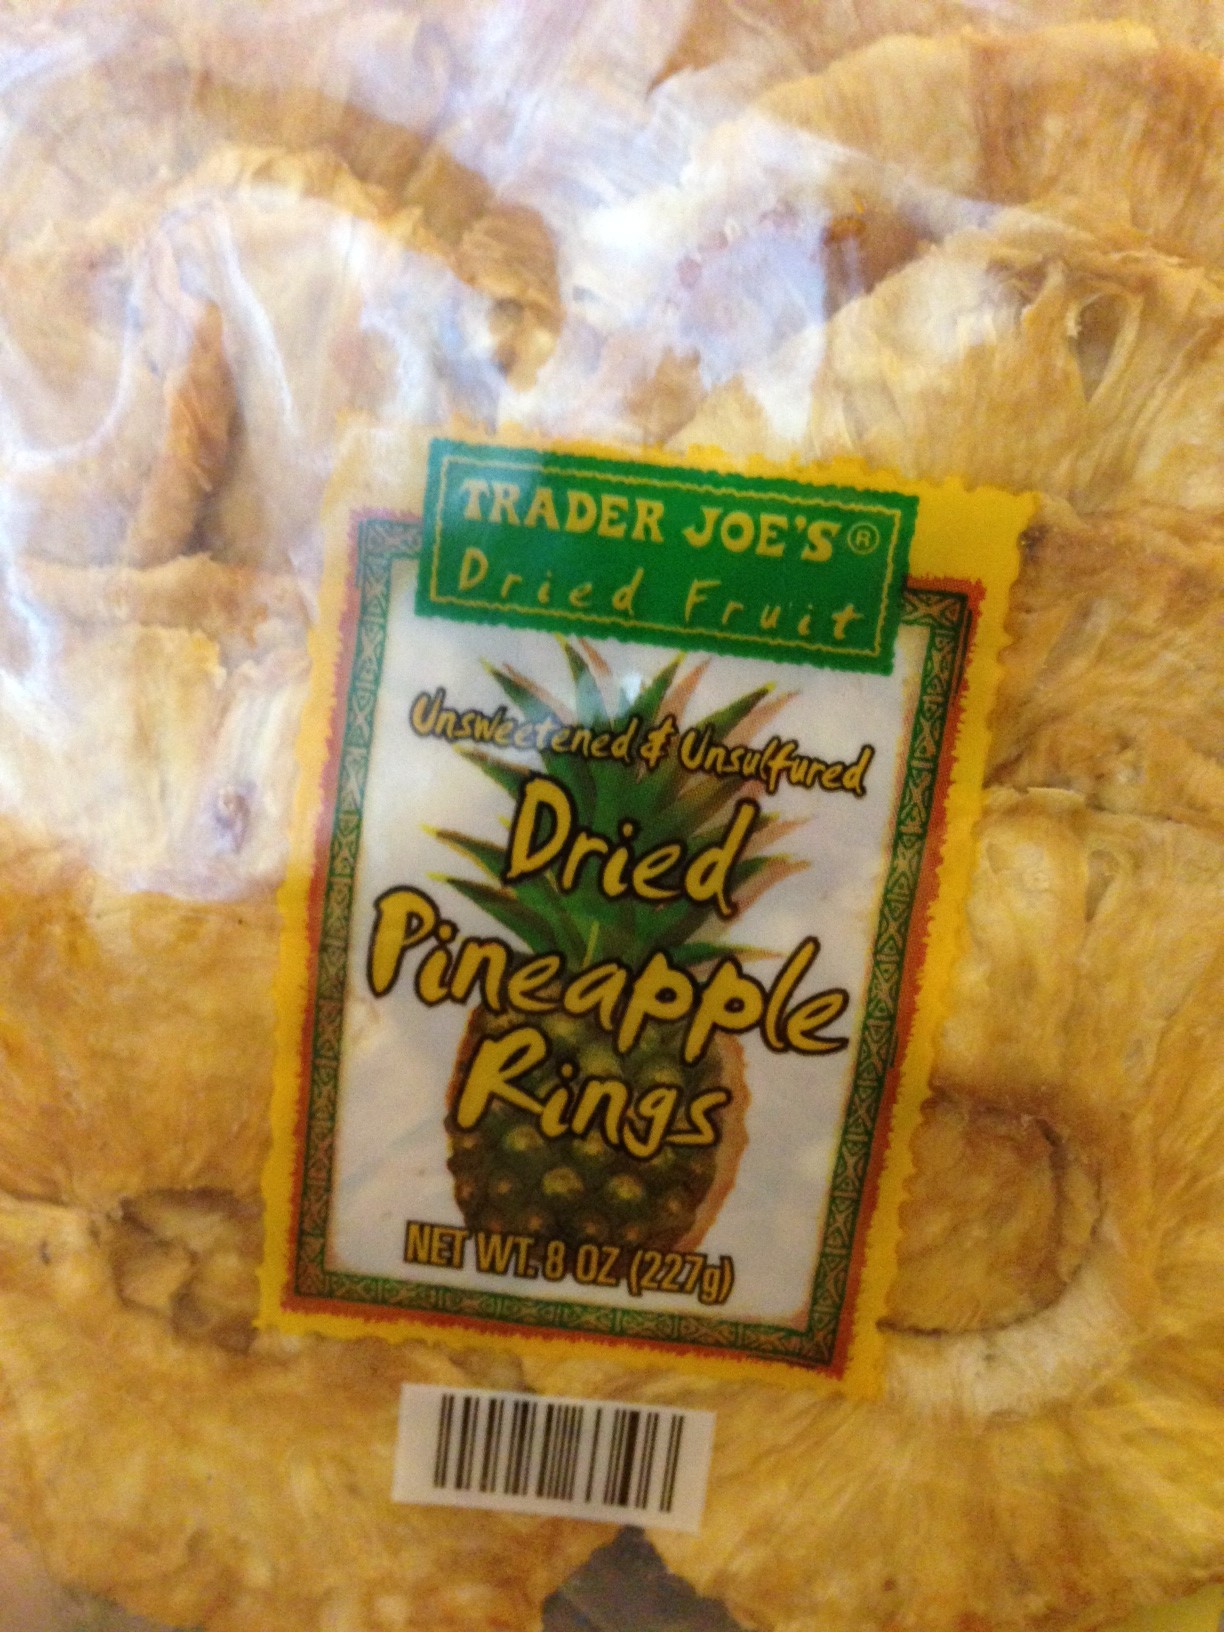 TRADER JOE'S®
Dried Fruit
Unsweetened & Unsulfured
Dried
Pineapple
Rings
NET WT. 8 OZ (227g)